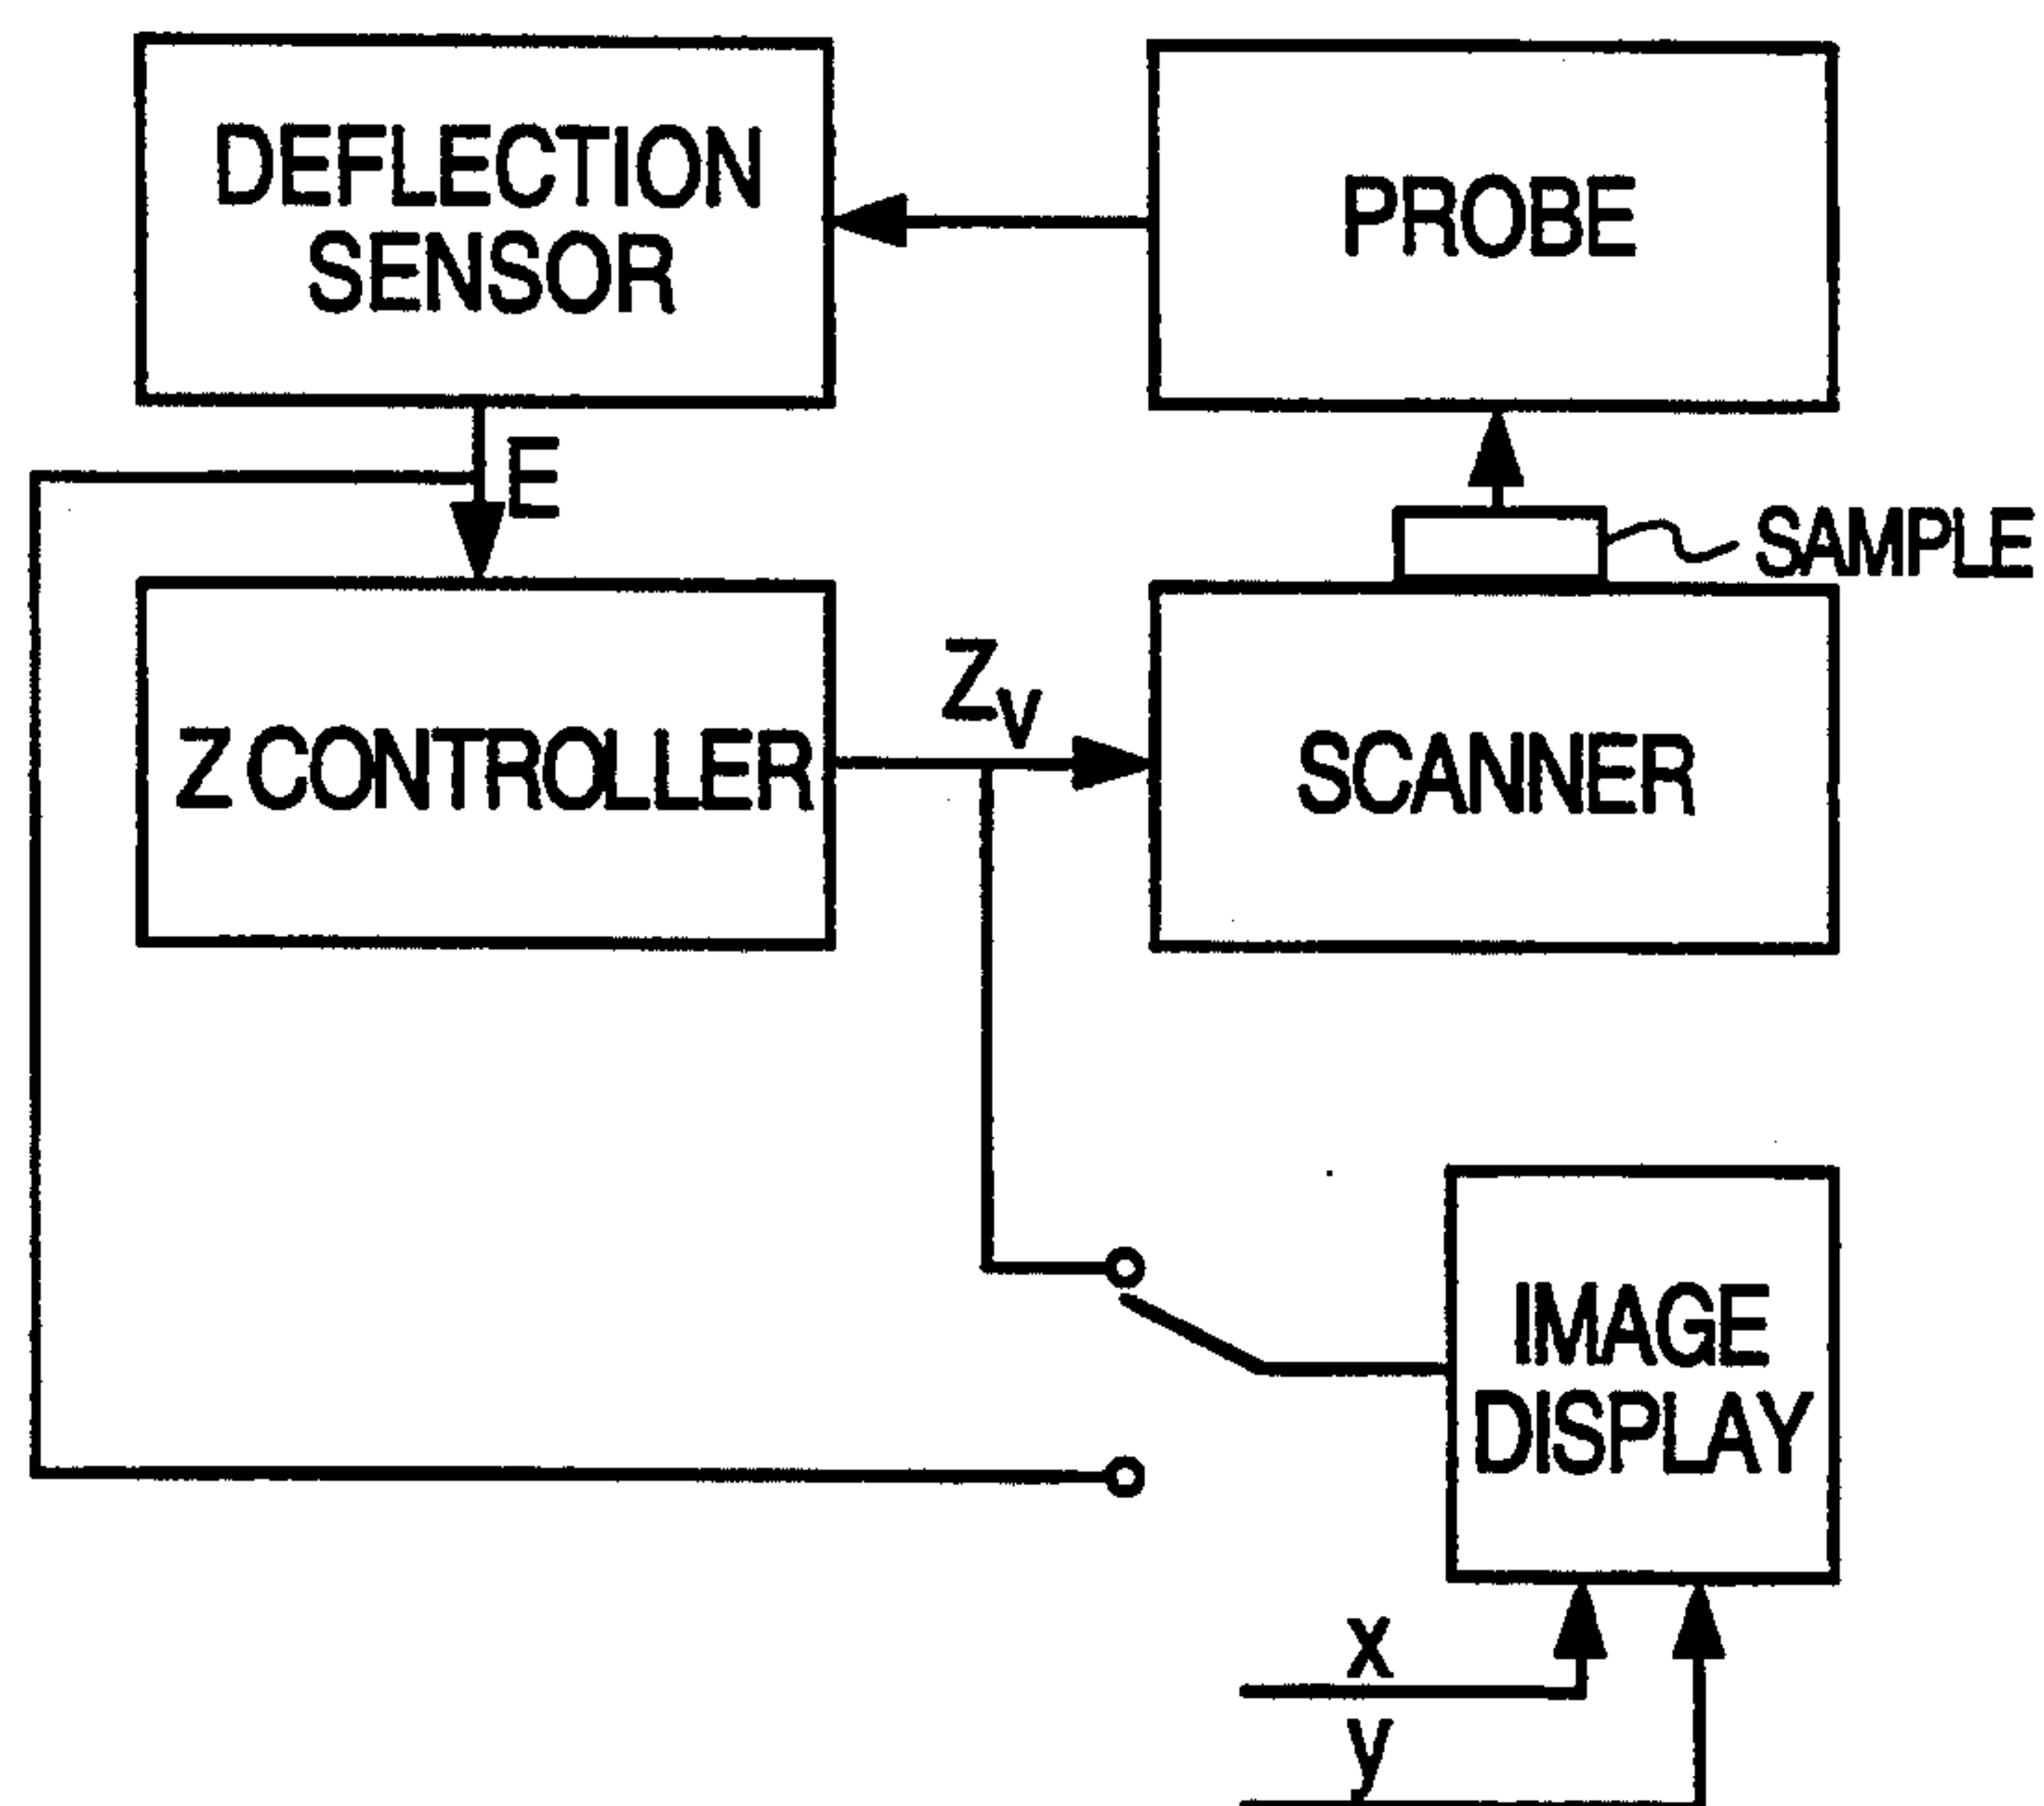 DEFLECTION
SENSOR
PROBE
E
SAMPLE
Z CONTROLLER
Zv
SCANNER
IMAGE
DISPLAY
x
y